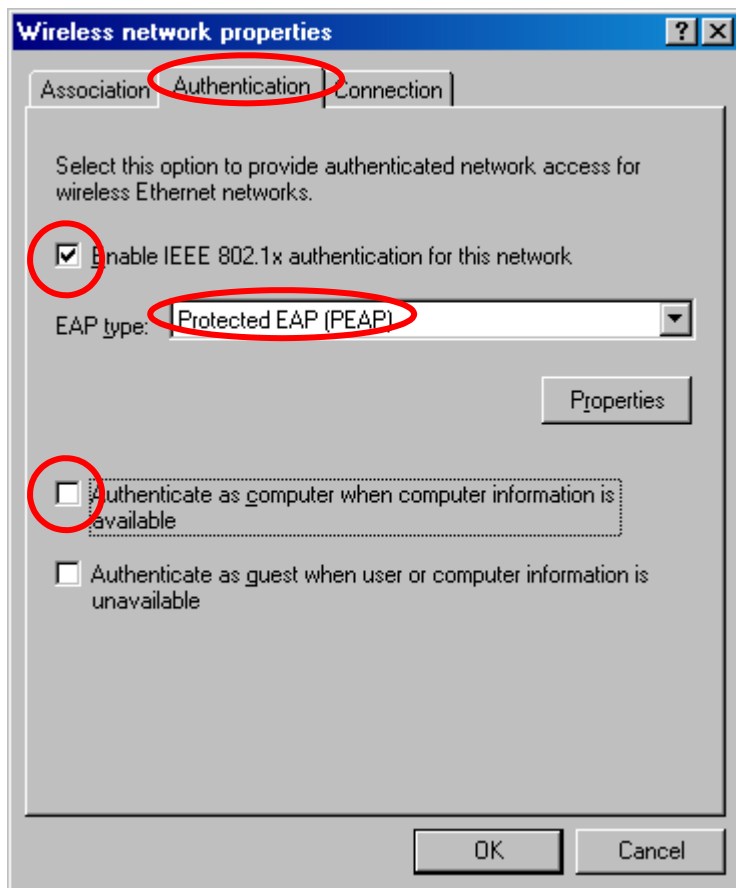 Wireless network properties
Association Authentication Connection
Select this option to provide authenticated network access for
wireless Ethernet networks.
Enable IEEE 802.1x authentication for this network
EAP type: Protected EAP (PEAP)
Properties
Authenticate as computer when computer information is
available
Authenticate as guest when user or computer information is
unavailable
OK Cancel